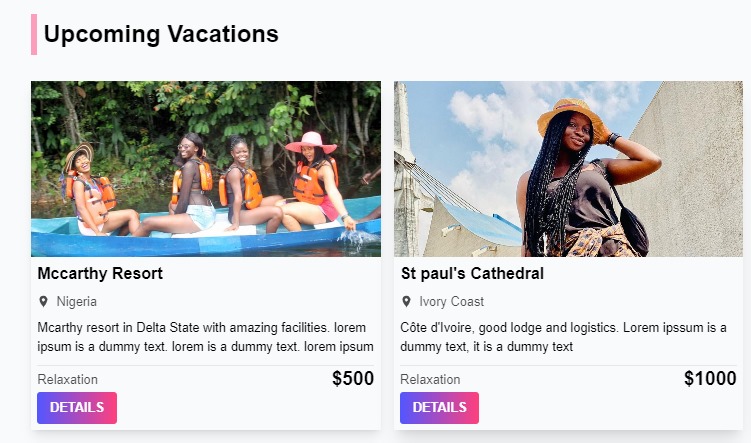 Upcoming Vacations
Mccarthy Resort
Nigeria
Mcarthy resort in Delta State with amazing facilities. lorem
ipsum is a dummy text. lorem is a dummy text. lorem ipsum
Relaxation
$500
DETAILS
St paul's Cathedral
Ivory Coast
Côte d'Ivoire, good lodge and logistics. Lorem ipssum is a
dummy text, it is a dummy text
Relaxation
$1000
DETAILS